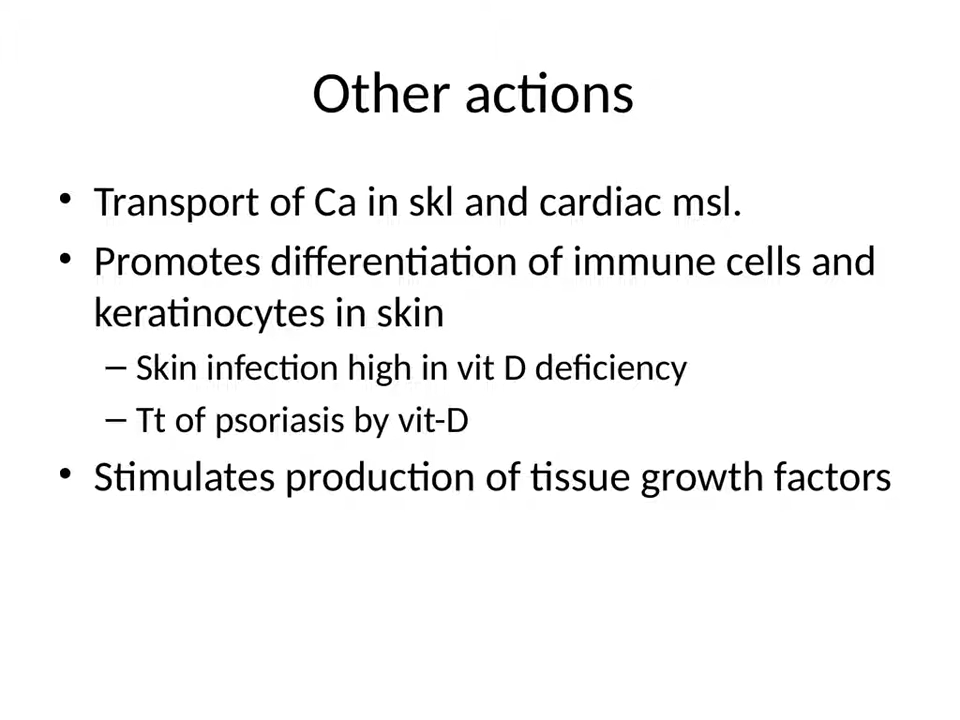 Other actions
• Transport of Ca in skl and cardiac msl.
• Promotes differentiation of immune cells and
keratinocytes in skin
– Skin infection high in vit D deficiency
– Tt of psoriasis by vit-D
• Stimulates production of tissue growth factors